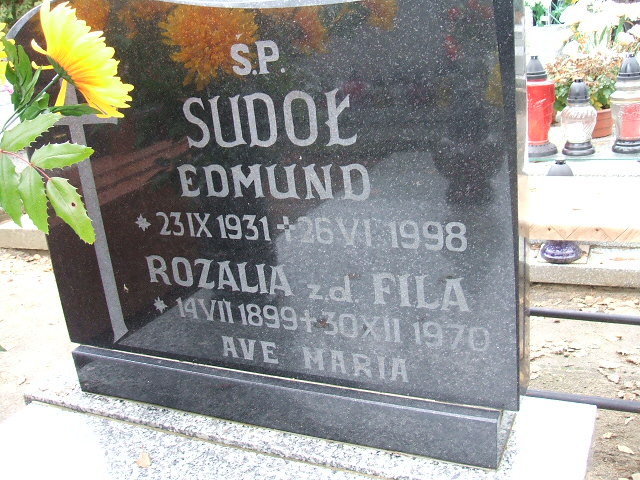 Ś.P.
SUDOŁ
EDMUND
* 23 IX 1931 + 26 VI 1998
ROZALIA z.d. FILA
* 14 VII 1899 + 30 XII 1970
AVE MARIA